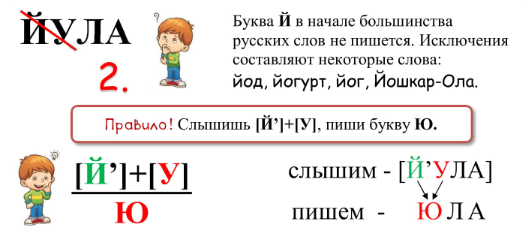 ЙУЛА
2.
Буква Й в начале большинства
русских слов не пишется. Исключения
составляют некоторые слова:
йод, йогурт, йог, Йошкар-Ола.
Правило! Слышишь [Й’]+[У], пиши букву Ю.
[Й’]+[У]
Ю
слышим - [Й’УЛА]
пишем - ЮЛА